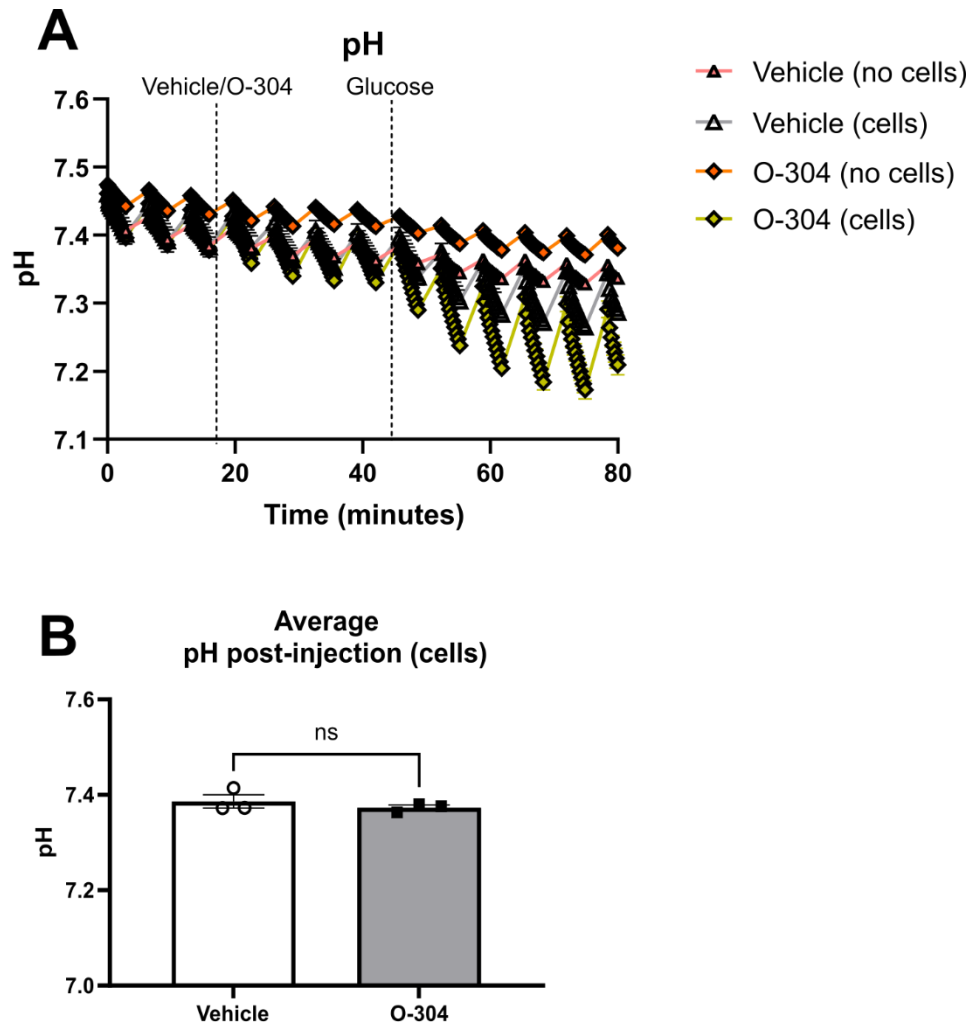 A
pH
Vehicle/O-304
Glucose
Vehicle (no cells)
Vehicle (cells)
O-304 (no cells)
O-304 (cells)
7.6
7.5
7.4
7.3
7.2
7.1
pH
0
20
40
60
80
Time (minutes)
B
Average
pH post-injection (cells)
7.6
7.4
7.2
7.0
pH
ns
Vehicle
O-304